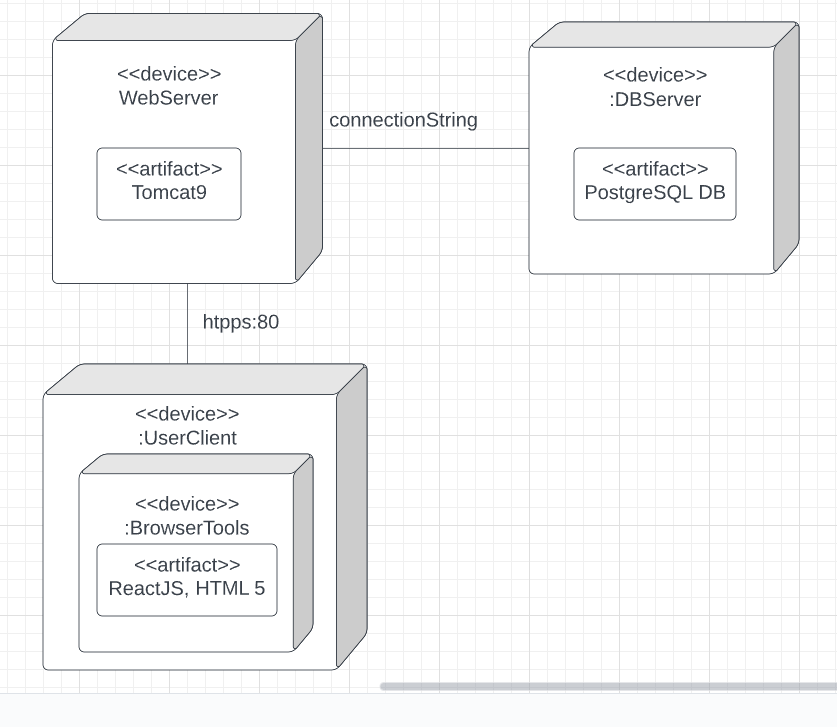 <<device>>
WebServer
<<artifact>>
Tomcat9
connectionString
<<device>>
:DBServer
<<artifact>>
PostgreSQL DB
htpps:80
<<device>>
:UserClient
<<device>>
:BrowserTools
<<artifact>>
ReactJS, HTML 5